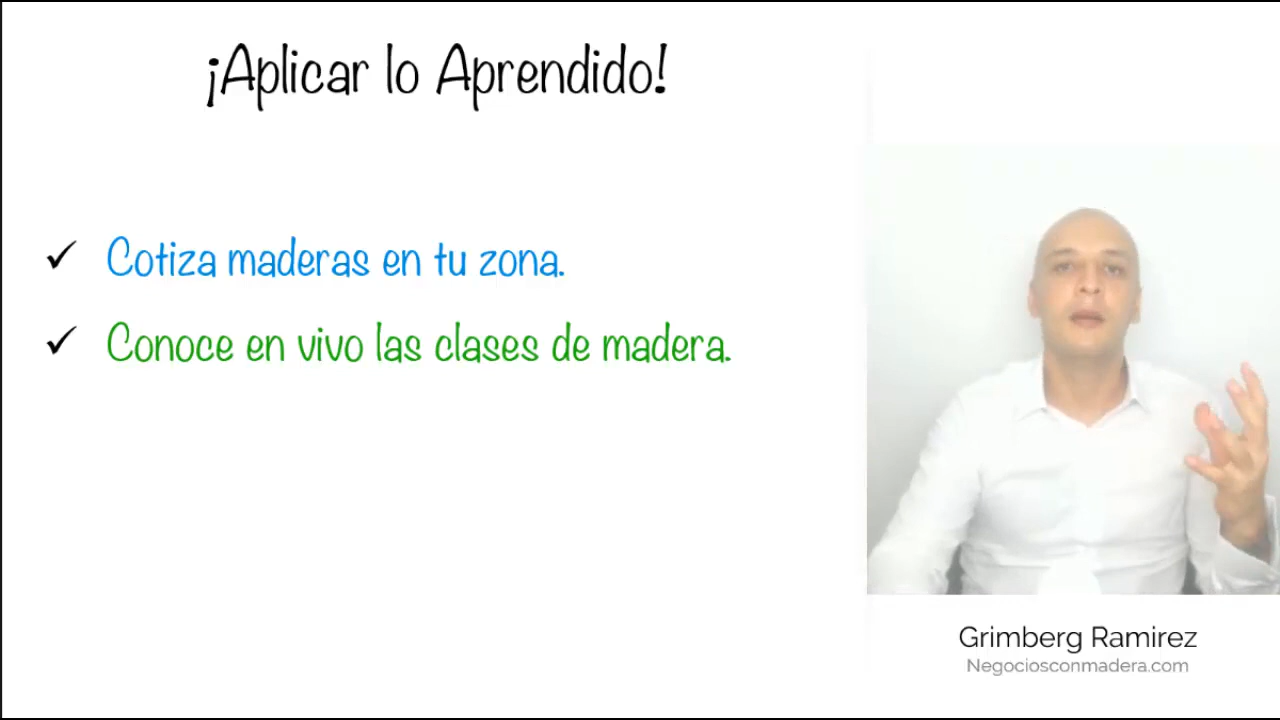 ¡Aplicar lo Aprendido!
✓ Cotiza maderas en tu zona.
✓ Conoce en vivo las clases de madera.
Grimberg Ramirez
Negociosconmadera.com